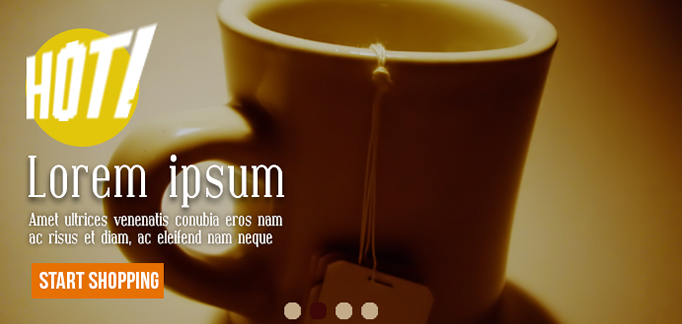 HOT!
Lorem ipsum
Amet ultrices venenatis conubia eros nam
ac risus et diam, ac eleifend nam neque
START SHOPPING